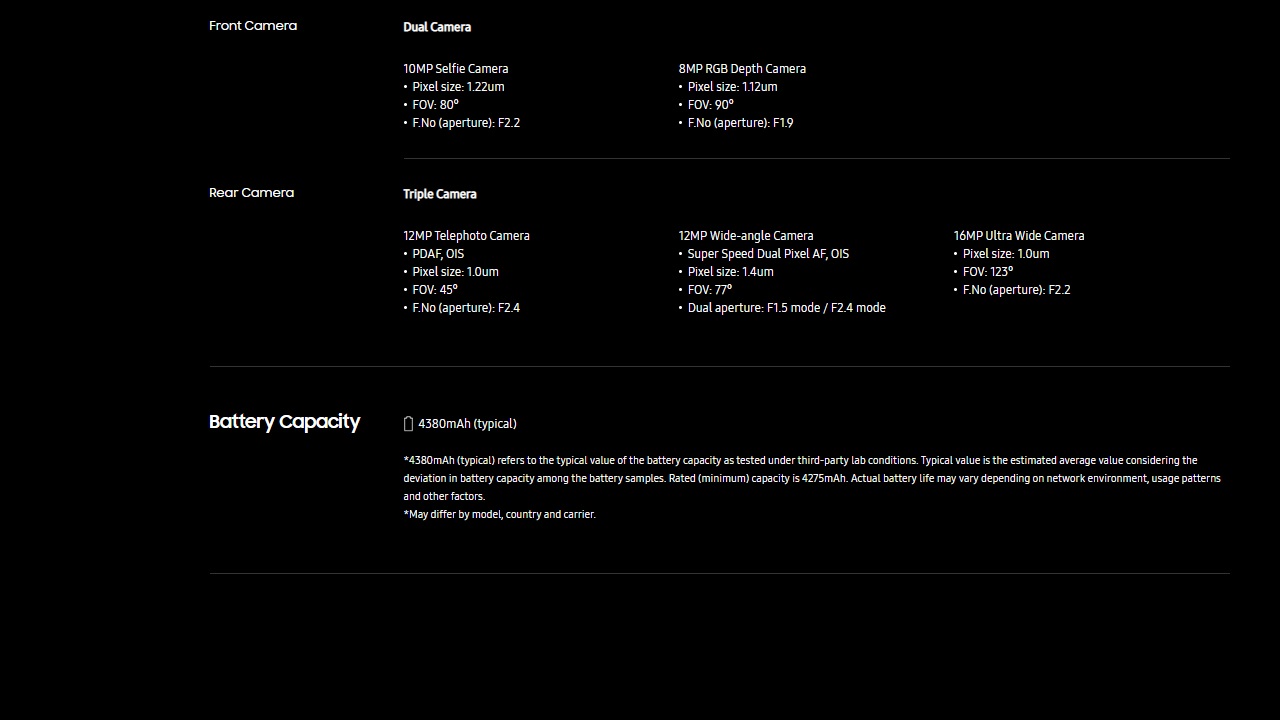 Front Camera
Dual Camera
10MP Selfie Camera
• Pixel size: 1.22um
• FOV: 80º
• F.No (aperture): F2.2
8MP RGB Depth Camera
• Pixel size: 1.12um
• FOV: 90º
• F.No (aperture): F1.9
Rear Camera
Triple Camera
12MP Telephoto Camera
• PDAF, OIS
• Pixel size: 1.0um
• FOV: 45º
• F.No (aperture): F2.4
12MP Wide-angle Camera
• Super Speed Dual Pixel AF, OIS
• Pixel size: 1.4um
• FOV: 77º
• Dual aperture: F1.5 mode / F2.4 mode
16MP Ultra Wide Camera
• Pixel size: 1.0um
• FOV: 123º
• F.No (aperture): F2.2
Battery Capacity
4380mAh (typical)
*4380mAh (typical) refers to the typical value of the battery capacity as tested under third-party lab conditions. Typical value is the estimated average value considering the
deviation in battery capacity among the battery samples. Rated (minimum) capacity is 4275mAh. Actual battery life may vary depending on network environment, usage patterns
and other factors.
*May differ by model, country and carrier.